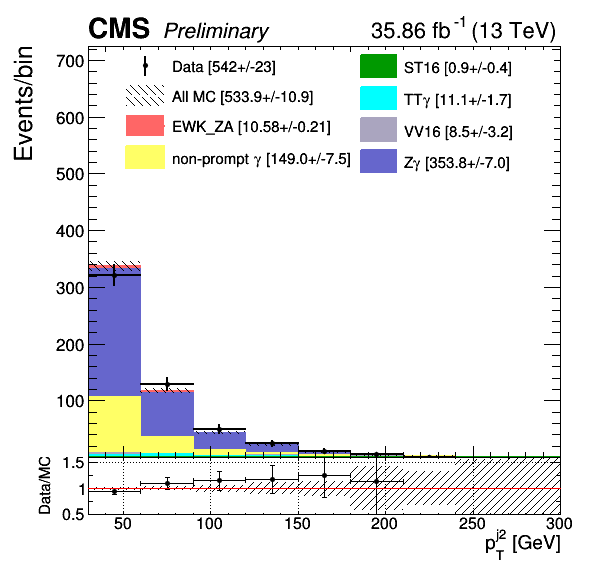 CMS Preliminary 35.86 fb⁻¹ (13 TeV)
Events/bin
700
600
500
400
300
200
100
Data [542+/-23]
All MC [533.9+/-10.9]
EWK_ZA [10.58+/-0.21]
non-prompt γ [149.0+/-7.5]
ST16 [0.9+/-0.4]
TTγ [11.1+/-1.7]
VV16 [8.5+/-3.2]
Zγ [353.8+/-7.0]
Data/MC
1.5
1
0.5
50 100 150 200 250 300
p_T^{j2} [GeV]